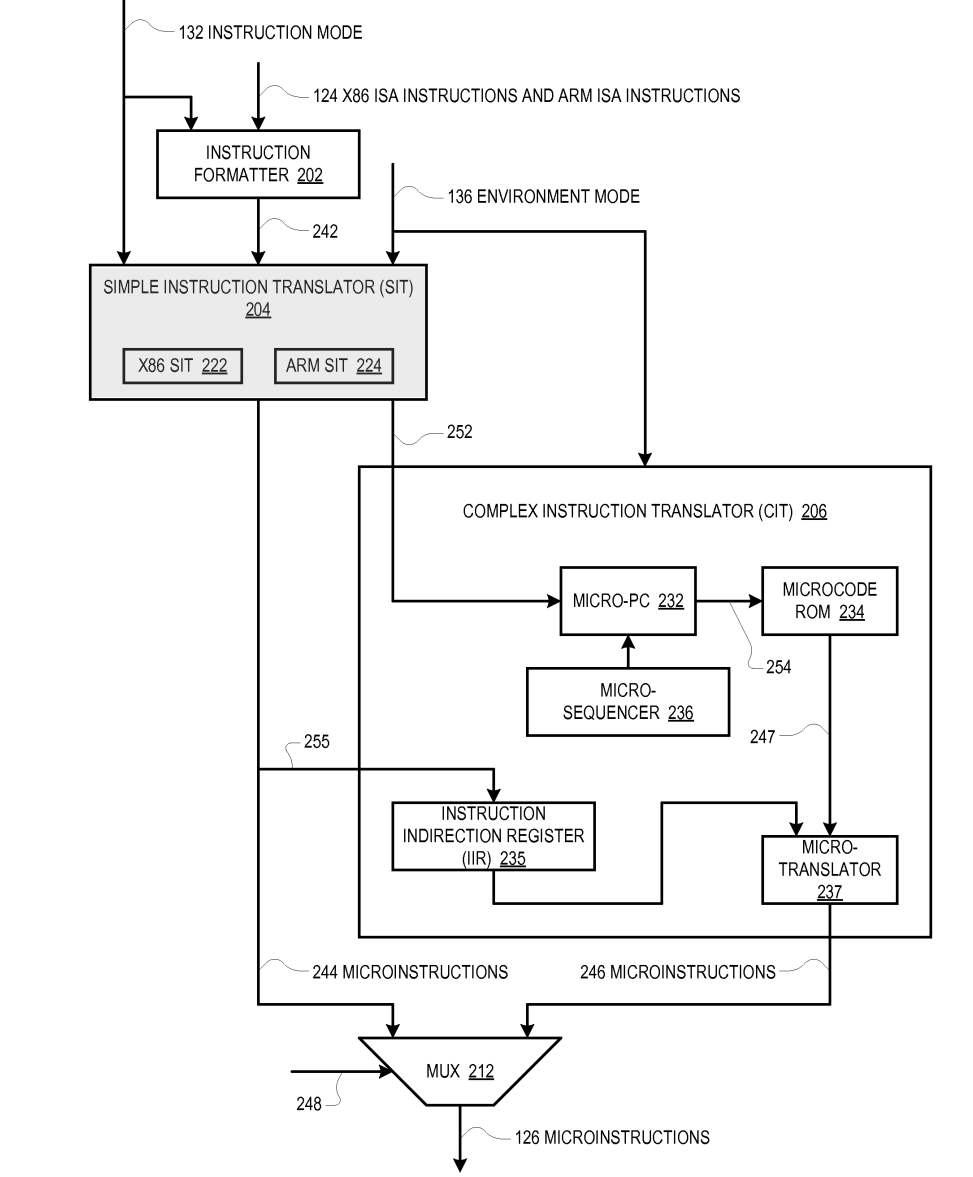 132 INSTRUCTION MODE
124 X86 ISA INSTRUCTIONS AND ARM ISA INSTRUCTIONS
INSTRUCTION
FORMATTER 202
136 ENVIRONMENT MODE
242
SIMPLE INSTRUCTION TRANSLATOR (SIT)
204
X86 SIT 222
ARM SIT 224
252
COMPLEX INSTRUCTION TRANSLATOR (CIT) 206
MICRO-PC 232
MICROCODE
ROM 234
254
MICRO-
SEQUENCER 236
247
255
INSTRUCTION
INDIRECTION REGISTER
(IIR) 235
MICRO-
TRANSLATOR
237
244 MICROINSTRUCTIONS
246 MICROINSTRUCTIONS
MUX 212
248
126 MICROINSTRUCTIONS